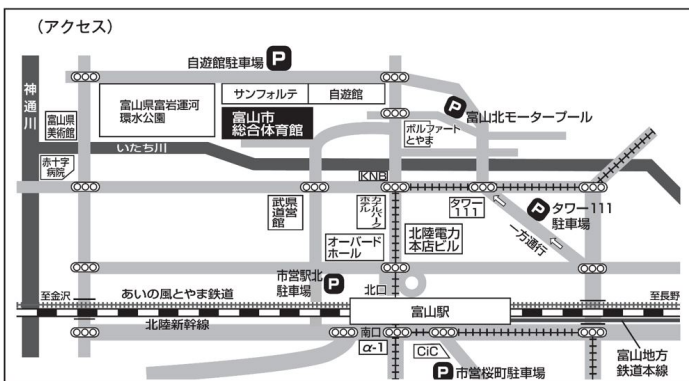 （アクセス）
自遊館駐車場 P
神通川
富山県美術館
富山県富岩運河
環水公園
サンフォルテ
自遊館
富山市
総合体育館
P 富山北モータープール
ボルファート
とやま
いたち川
赤十字
病院
KNB
武道館
県営
カルパーク
ホール
タワー
111
P タワー111
駐車場
一方通行
オーバード
ホール
北陸電力
本店ビル
市営駅北
駐車場 P
北口
至金沢
あいの風とやま鉄道
富山駅
至長野
北陸新幹線
南口
α-1
CiC
P 市営桜町駐車場
富山地方
鉄道本線